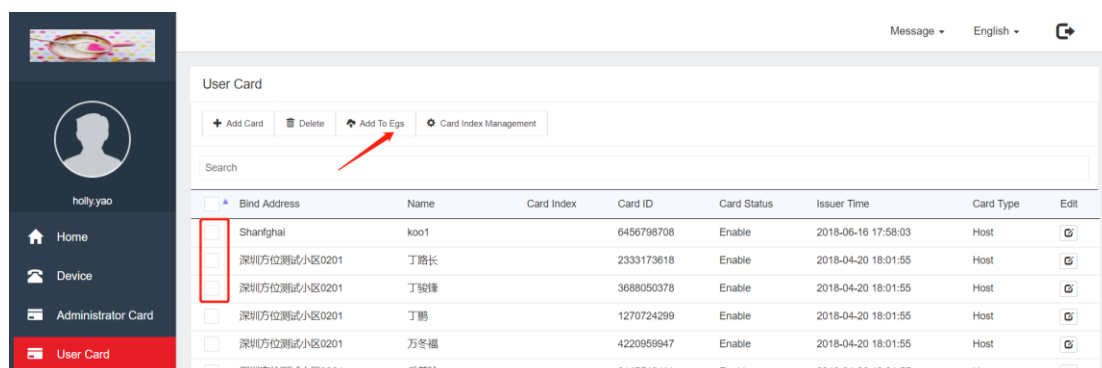 Message English
User Card
Add Card Delete Add To Egs Card Index Management
Search
holly.yao
Home
Device
Administrator Card
User Card
Bind Address Name Card Index Card ID Card Status Issuer Time Card Type Edit
Shanfghai koo1 6456798708 Enable 2018-06-16 17:58:03 Host
深圳方位测试小区0201 丁路长 2333173618 Enable 2018-04-20 18:01:55 Host
深圳方位测试小区0201 丁骏锋 3688050378 Enable 2018-04-20 18:01:55 Host
深圳方位测试小区0201 丁鹏 1270724299 Enable 2018-04-20 18:01:55 Host
深圳方位测试小区0201 万冬福 4220959947 Enable 2018-04-20 18:01:55 Host